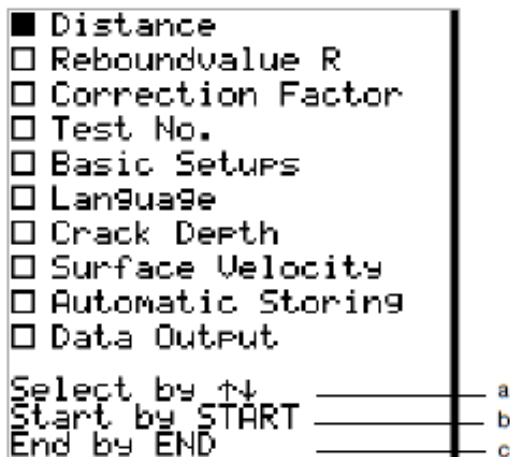 Distance
Reboundvalue R
Correction Factor
Test No.
Basic Setups
Language
Crack Depth
Surface Velocity
Automatic Storing
Data Output
Select by ↑↓ a
Start by START b
End by END c